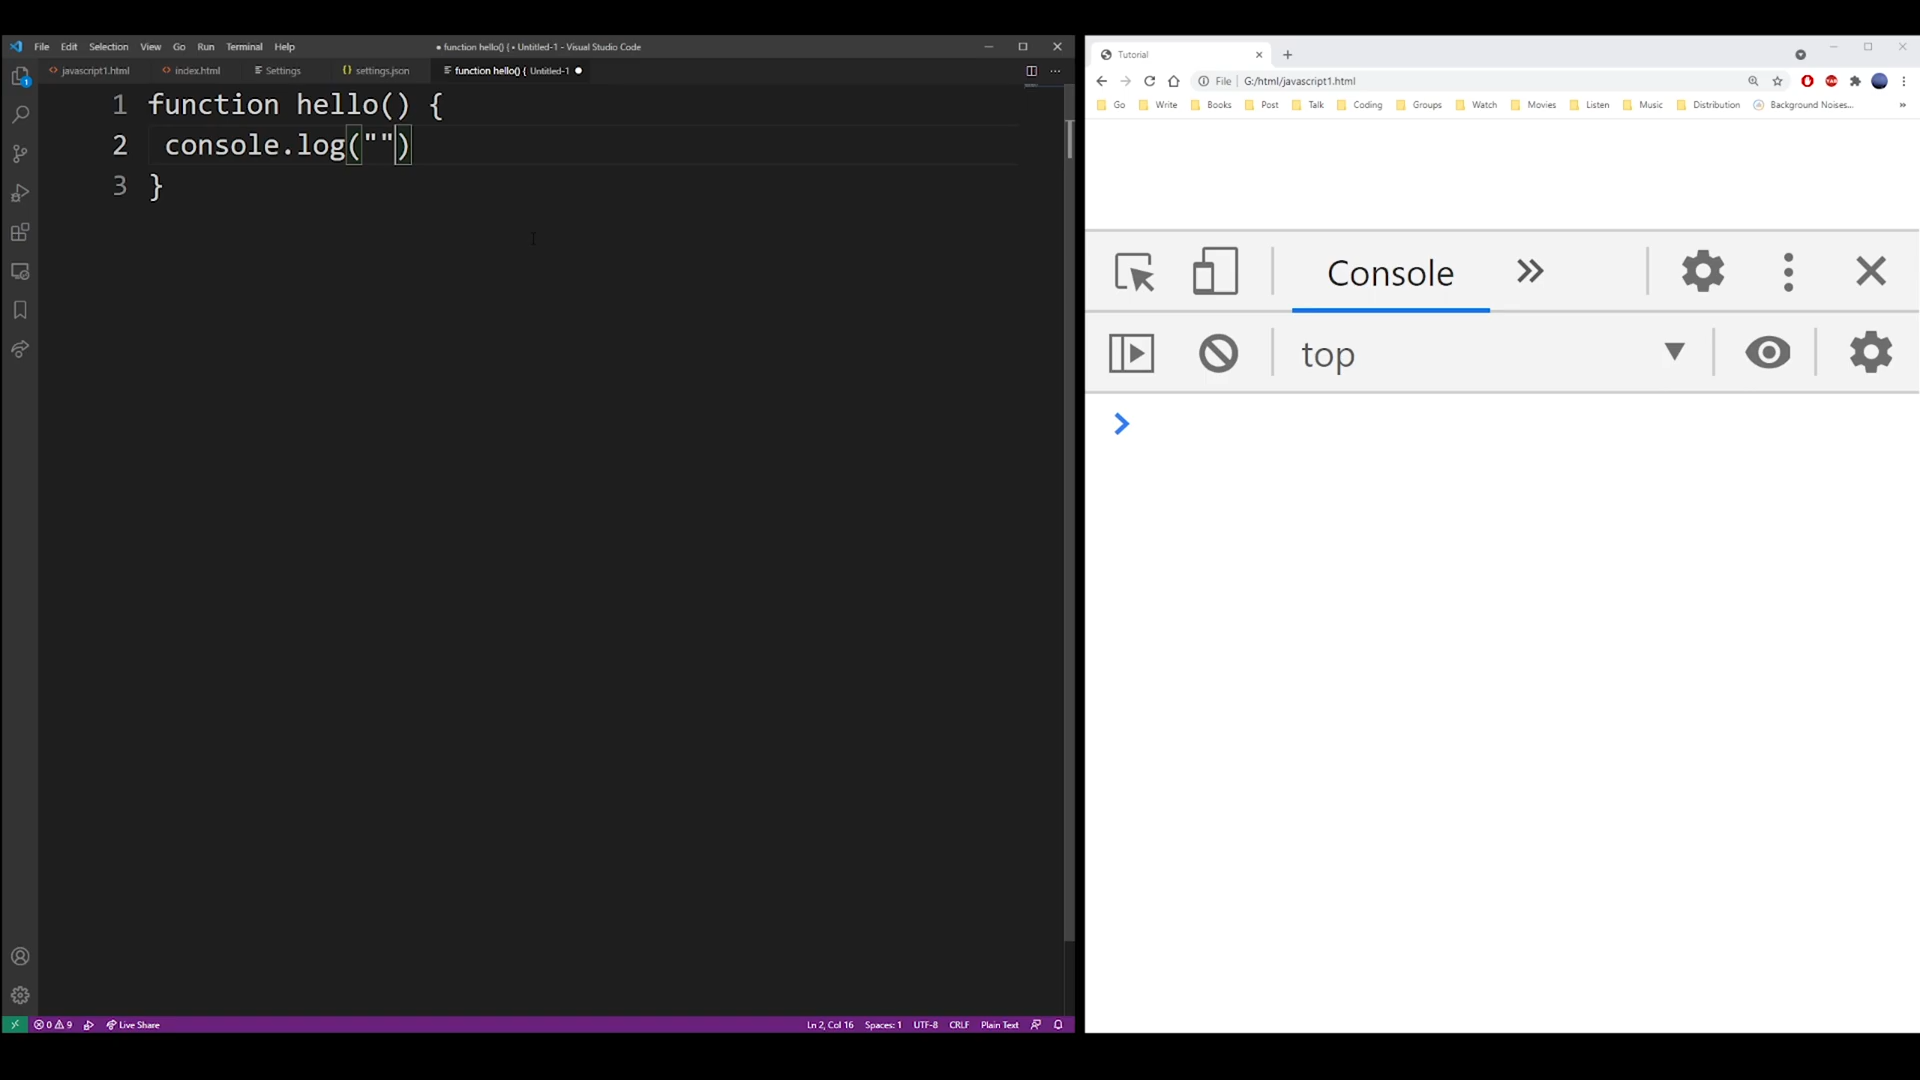 File Edit Selection View Go Run Terminal Help
● function hello() { • Untitled-1 - Visual Studio Code
javascript1.html index.html Settings settings.json function hello() { Untitled-1 ●
1 function hello() {
2 console.log("")
3 }
1
0 9 Live Share
Ln 2, Col 16 Spaces: 1 UTF-8 CRLF Plain Text
Tutorial
File G:/html/javascript1.html
Go Write Books Post Talk Coding Groups Watch Movies Listen Music Distribution Background Noises... »
Console »
top
>